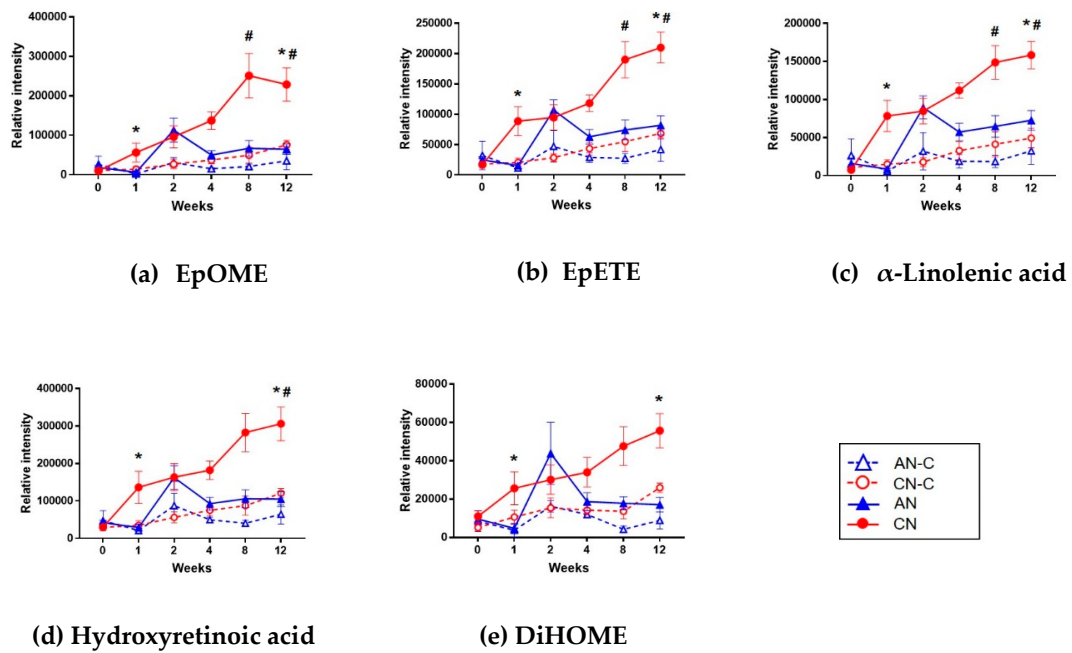 400000
300000
200000
100000
0
Relative intensity
*
#
* #
0 1 2 4 8 12
Weeks
(a) EpOME
250000
200000
150000
100000
50000
0
Relative intensity
*
#
* #
0 1 2 4 8 12
Weeks
(b) EpETE
200000
150000
100000
50000
0
Relative intensity
*
#
* #
0 1 2 4 8 12
Weeks
(c) α-Linolenic acid
400000
300000
200000
100000
0
Relative intensity
*
* #
0 1 2 4 8 12
Weeks
(d) Hydroxyretinoic acid
80000
60000
40000
20000
0
Relative intensity
*
*
0 1 2 4 8 12
Weeks
(e) DiHOME
AN-C
CN-C
AN
CN